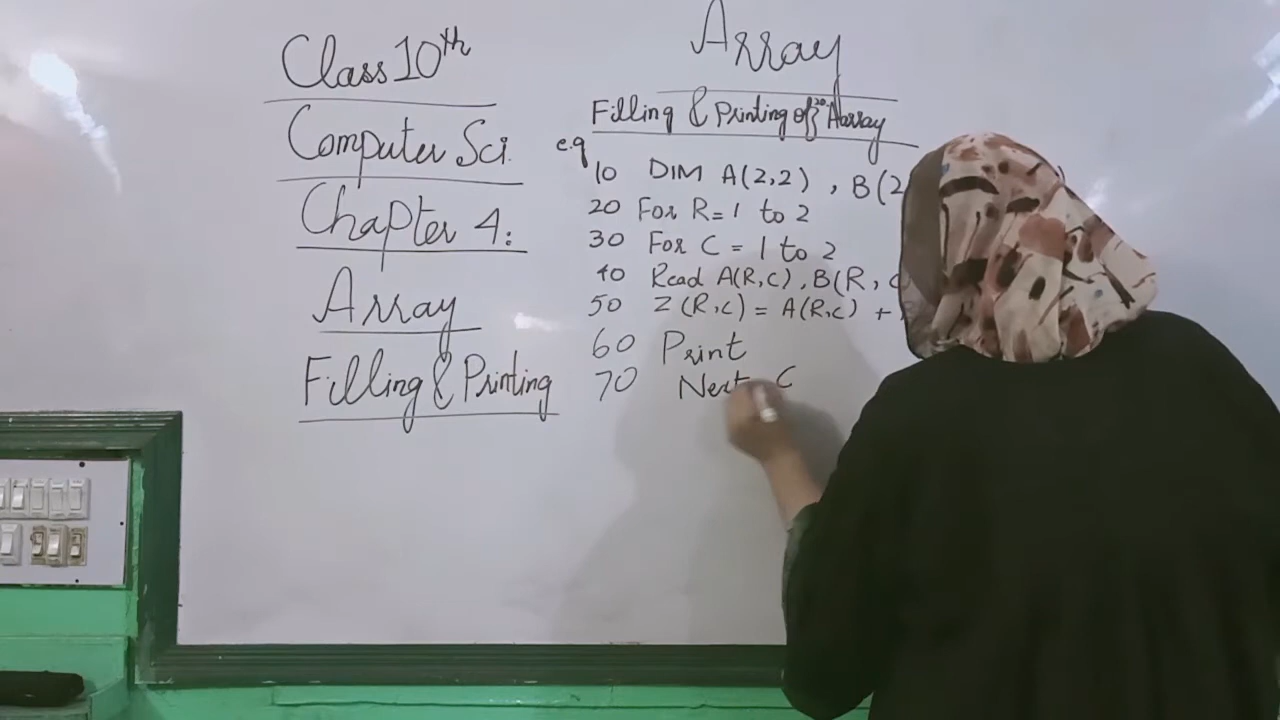 Class 10th
Computer Sci.
Chapter 4:
Array
Filling & Printing
Array
Filling & Printing of 2D Array
e.g
10 DIM A(2,2) , B(2
20 For R=1 to 2
30 For C = 1 to 2
40 Read A(R,C), B(R,
50 Z(R,C) = A(R,C) +
60 Print
70 Next C